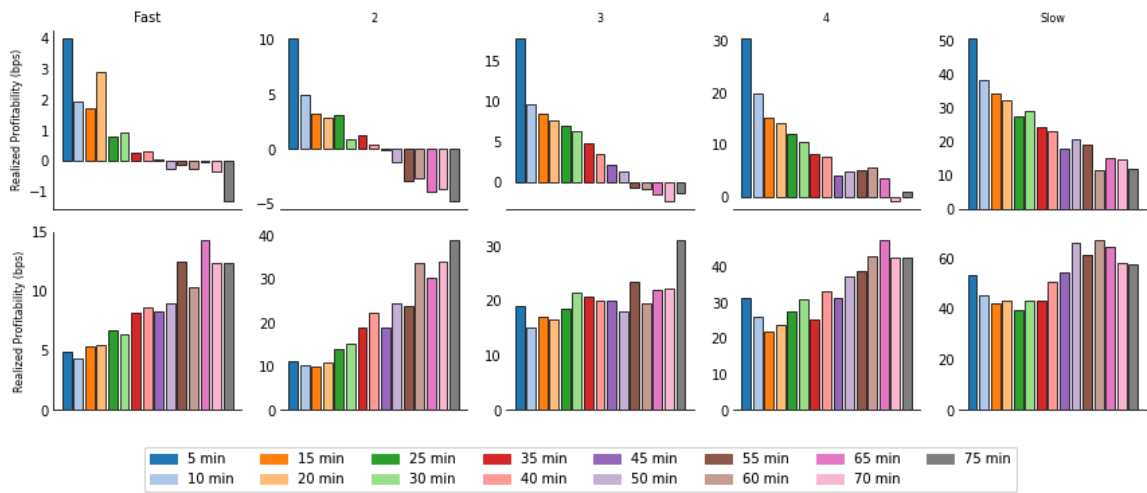 Fast 2 3 4 Slow
Realized Profitability (bps)
4 3 2 1 0 −1
10 5 0 −5
15 10 5 0
30 20 10 0
50 40 30 20 10 0
Realized Profitability (bps)
15 10 5 0
40 30 20 10 0
30 20 10 0
40 30 20 10 0
60 40 20 0
5 min 15 min 25 min 35 min 45 min 55 min 65 min 75 min
10 min 20 min 30 min 40 min 50 min 60 min 70 min